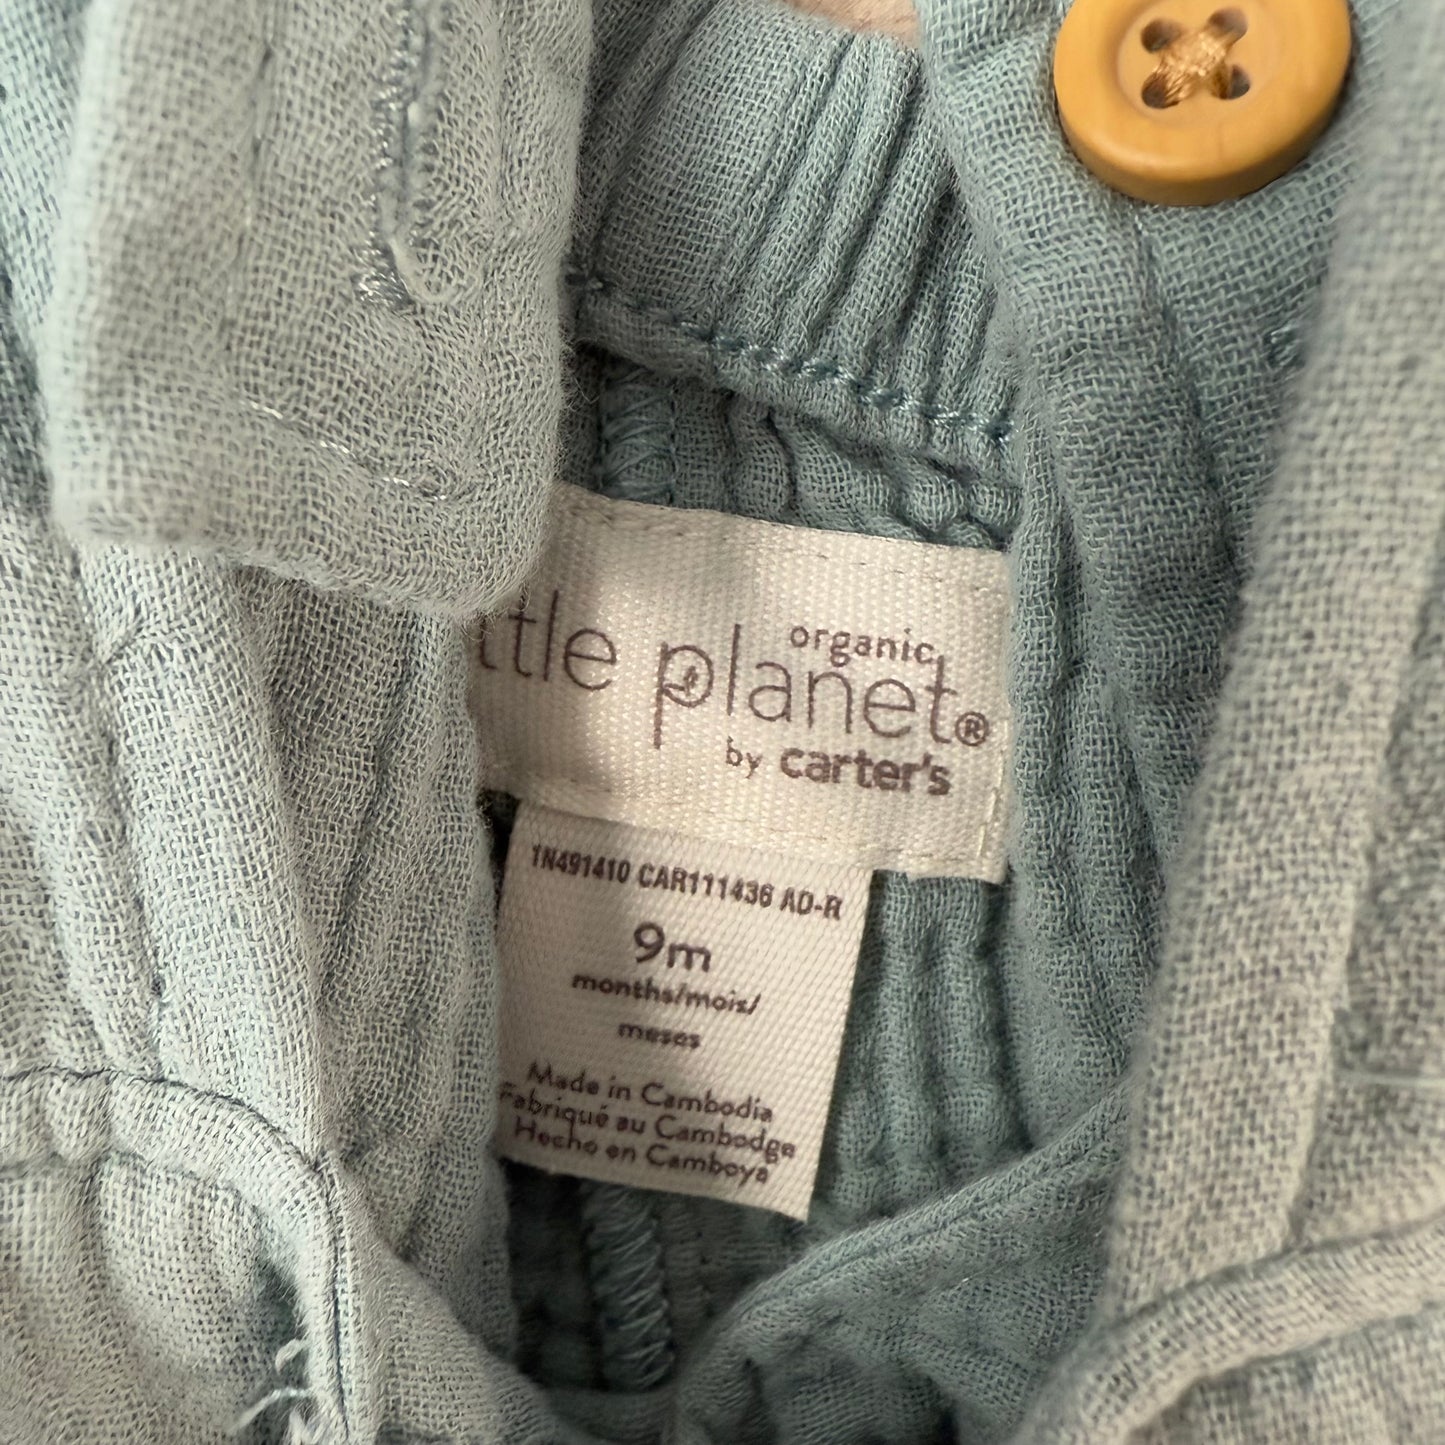 ttle planet®
organic
by carter's
1N491410 CAR111436 AD-R
9m
months/mois/
meses
Made in Cambodia
Fabriqué au Cambodge
Hecho en Camboya